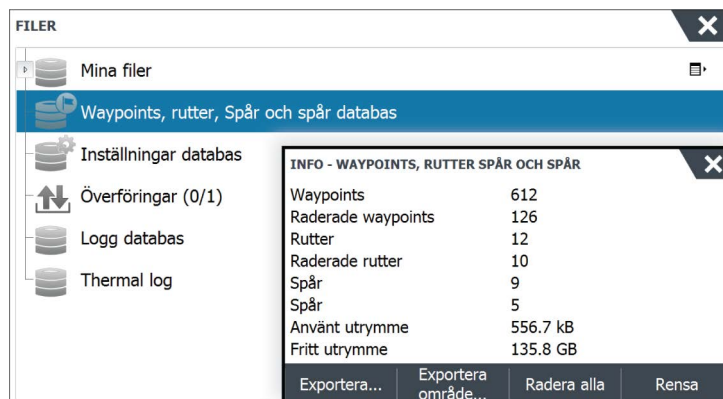 FILER
Mina filer
Waypoints, rutter, Spår och spår databas
Inställningar databas
Överföringar (0/1)
Logg databas
Thermal log
INFO - WAYPOINTS, RUTTER SPÅR OCH SPÅR
Waypoints 612
Raderade waypoints 126
Rutter 12
Raderade rutter 10
Spår 9
Spår 5
Använt utrymme 556.7 kB
Fritt utrymme 135.8 GB
Exportera...
Exportera
område...
Radera alla
Rensa